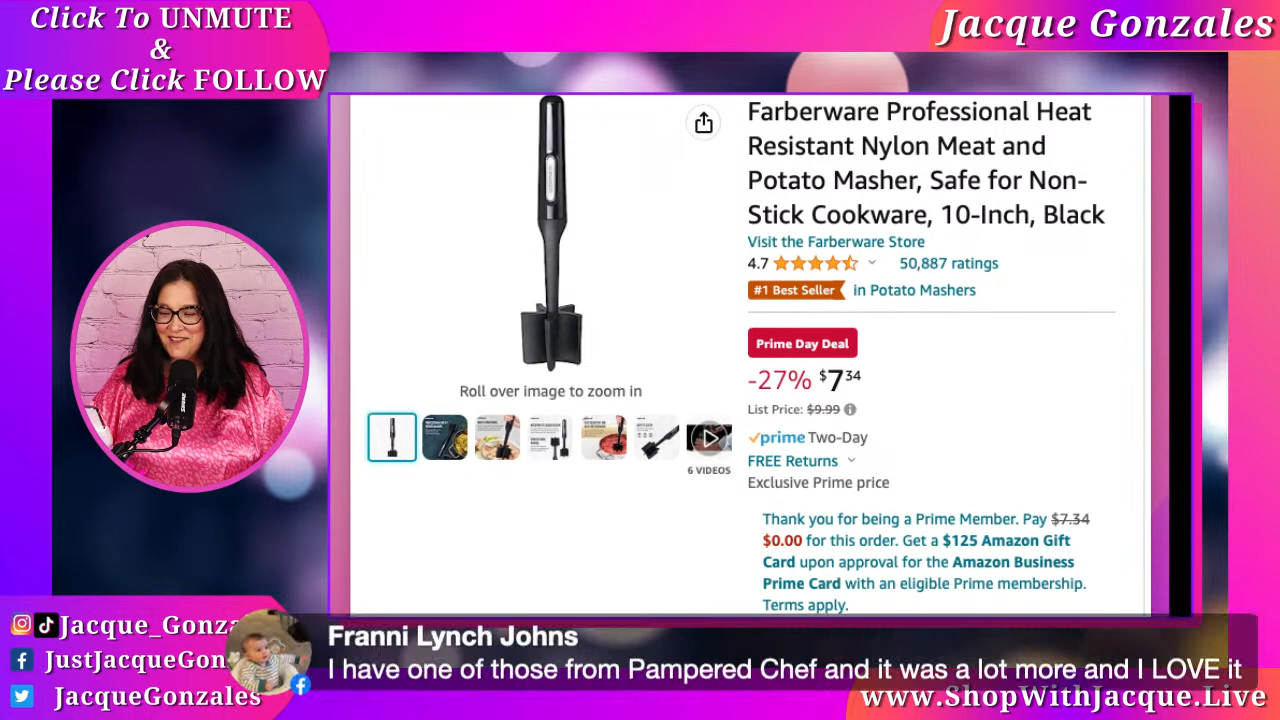 Click To UNMUTE
&
Please Click FOLLOW
Jacque Gonzales
Farberware Professional Heat
Resistant Nylon Meat and
Potato Masher, Safe for Non-
Stick Cookware, 10-Inch, Black
Visit the Farberware Store
4.7 50,887 ratings
#1 Best Seller in Potato Mashers
Prime Day Deal
-27% $7 34
List Price: $9.99
prime Two-Day
FREE Returns
Exclusive Prime price
Thank you for being a Prime Member. Pay $7.34
$0.00 for this order. Get a $125 Amazon Gift
Card upon approval for the Amazon Business
Prime Card with an eligible Prime membership.
Terms apply.
Roll over image to zoom in
6 VIDEOS
Jacque_Gonza
JustJacqueGon
JacqueGonzales
Franni Lynch Johns
I have one of those from Pampered Chef and it was a lot more and I LOVE it
www.ShopWithJacque.Live